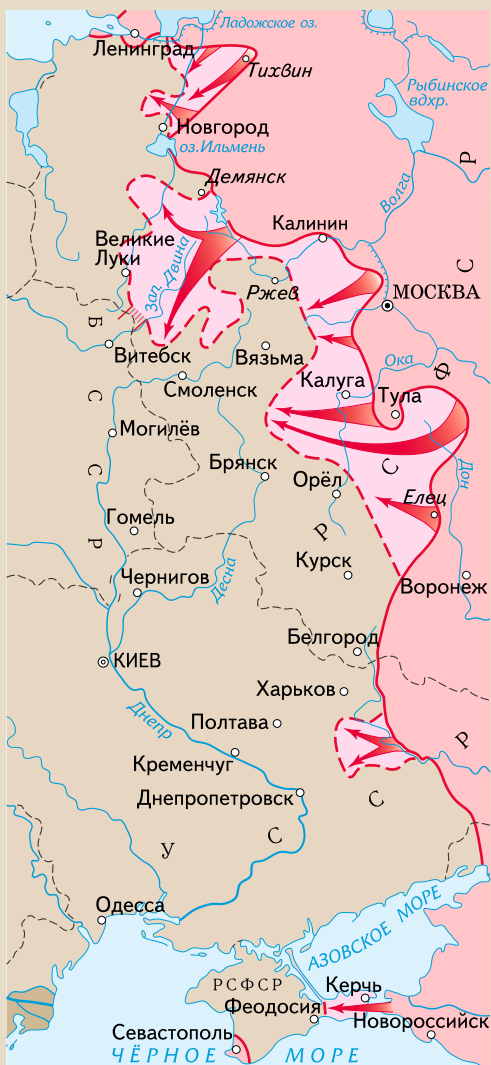 Ладожское оз.
Ленинград
Тихвин
Рыбинское
вдхр.
Новгород
оз. Ильмень
Р
Демянск
Волга
Калинин
Великие
Луки
Зап. Двина
С
Ржев
МОСКВА
Б
Витебск
Вязьма
Ока
Ф
Смоленск
Калуга
Тула
С
Могилёв
С
Брянск
Орёл
Дон
С
Елец
Гомель
Р
Р
Курск
Чернигов
Десна
Воронеж
Белгород
КИЕВ
Харьков
Днепр
Полтава
Р
Кременчуг
Днепропетровск
С
У
С
Одесса
АЗОВСКОЕ МОРЕ
РСФСР
Керчь
Феодосия
Новороссийск
Севастополь
ЧЁРНОЕ МОРЕ